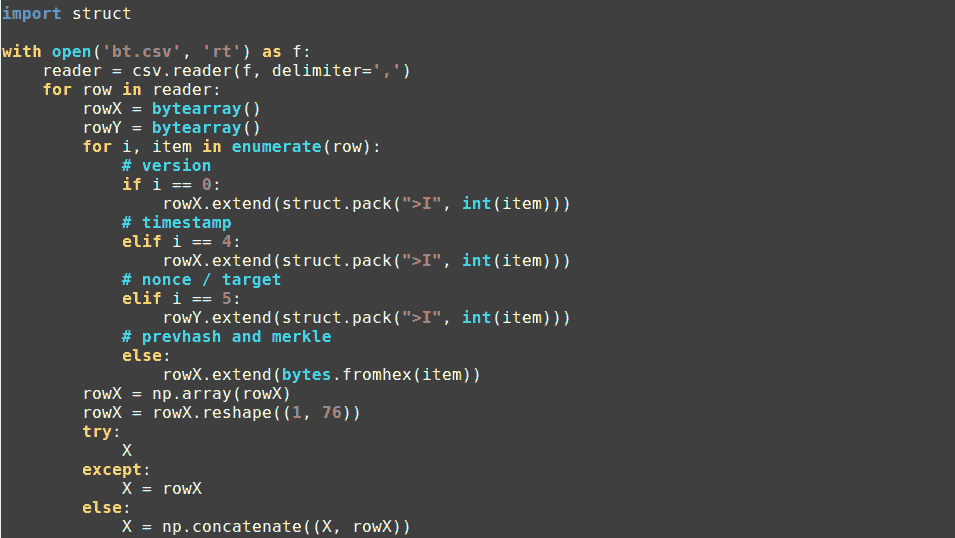 import struct

with open('bt.csv', 'rt') as f:
    reader = csv.reader(f, delimiter=',')
    for row in reader:
        rowX = bytearray()
        rowY = bytearray()
        for i, item in enumerate(row):
            # version
            if i == 0:
                rowX.extend(struct.pack(">I", int(item)))
            # timestamp
            elif i == 4:
                rowX.extend(struct.pack(">I", int(item)))
            # nonce / target
            elif i == 5:
                rowY.extend(struct.pack(">I", int(item)))
            # prevhash and merkle
            else:
                rowX.extend(bytes.fromhex(item))
        rowX = np.array(rowX)
        rowX = rowX.reshape((1, 76))
        try:
            X
        except:
            X = rowX
        else:
            X = np.concatenate((X, rowX))